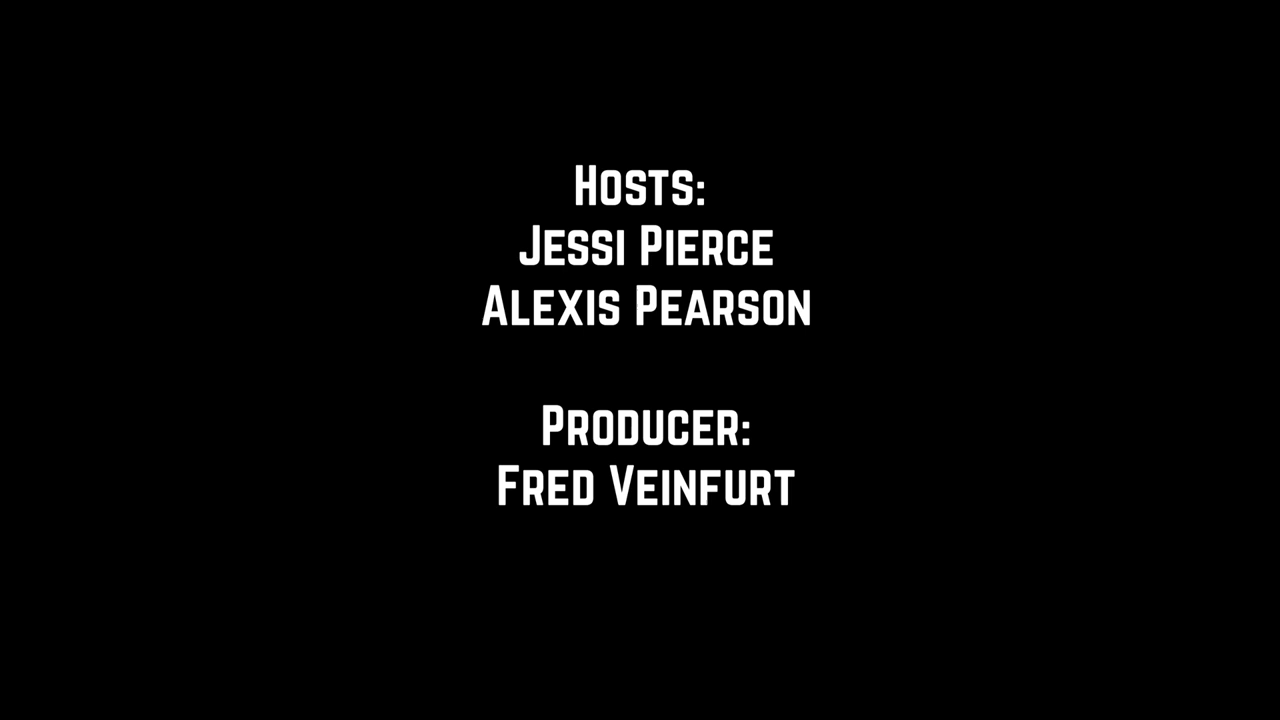 Hosts:
Jessi Pierce
Alexis Pearson
Producer:
Fred Veinfurt